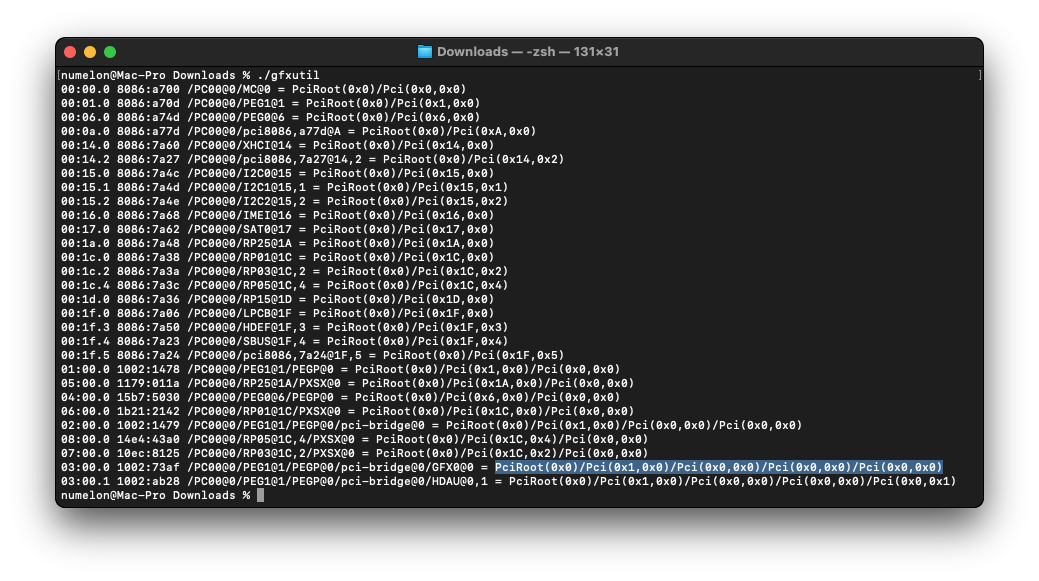 Downloads — -zsh — 131×31
[numelon@Mac-Pro Downloads % ./gfxutil ]
00:00.0 8086:a700 /PC00@0/MC@0 = PciRoot(0x0)/Pci(0x0,0x0)
00:01.0 8086:a70d /PC00@0/PEG1@1 = PciRoot(0x0)/Pci(0x1,0x0)
00:06.0 8086:a74d /PC00@0/PEG0@6 = PciRoot(0x0)/Pci(0x6,0x0)
00:0a.0 8086:a77d /PC00@0/pci8086,a77d@A = PciRoot(0x0)/Pci(0xA,0x0)
00:14.0 8086:7a60 /PC00@0/XHCI@14 = PciRoot(0x0)/Pci(0x14,0x0)
00:14.2 8086:7a27 /PC00@0/pci8086,7a27@14,2 = PciRoot(0x0)/Pci(0x14,0x2)
00:15.0 8086:7a4c /PC00@0/I2C0@15 = PciRoot(0x0)/Pci(0x15,0x0)
00:15.1 8086:7a4d /PC00@0/I2C1@15,1 = PciRoot(0x0)/Pci(0x15,0x1)
00:15.2 8086:7a4e /PC00@0/I2C2@15,2 = PciRoot(0x0)/Pci(0x15,0x2)
00:16.0 8086:7a68 /PC00@0/IMEI@16 = PciRoot(0x0)/Pci(0x16,0x0)
00:17.0 8086:7a62 /PC00@0/SAT0@17 = PciRoot(0x0)/Pci(0x17,0x0)
00:1a.0 8086:7a48 /PC00@0/RP25@1A = PciRoot(0x0)/Pci(0x1A,0x0)
00:1c.0 8086:7a38 /PC00@0/RP01@1C = PciRoot(0x0)/Pci(0x1C,0x0)
00:1c.2 8086:7a3a /PC00@0/RP03@1C,2 = PciRoot(0x0)/Pci(0x1C,0x2)
00:1c.4 8086:7a3c /PC00@0/RP05@1C,4 = PciRoot(0x0)/Pci(0x1C,0x4)
00:1d.0 8086:7a36 /PC00@0/RP15@1D = PciRoot(0x0)/Pci(0x1D,0x0)
00:1f.0 8086:7a06 /PC00@0/LPCB@1F = PciRoot(0x0)/Pci(0x1F,0x0)
00:1f.3 8086:7a50 /PC00@0/HDEF@1F,3 = PciRoot(0x0)/Pci(0x1F,0x3)
00:1f.4 8086:7a23 /PC00@0/SBUS@1F,4 = PciRoot(0x0)/Pci(0x1F,0x4)
00:1f.5 8086:7a24 /PC00@0/pci8086,7a24@1F,5 = PciRoot(0x0)/Pci(0x1F,0x5)
01:00.0 1002:1478 /PC00@0/PEG1@1/PEGP@0 = PciRoot(0x0)/Pci(0x1,0x0)/Pci(0x0,0x0)
05:00.0 1179:011a /PC00@0/RP25@1A/PXSX@0 = PciRoot(0x0)/Pci(0x1A,0x0)/Pci(0x0,0x0)
04:00.0 15b7:5030 /PC00@0/PEG0@6/PEGP@0 = PciRoot(0x0)/Pci(0x6,0x0)/Pci(0x0,0x0)
06:00.0 1b21:2142 /PC00@0/RP01@1C/PXSX@0 = PciRoot(0x0)/Pci(0x1C,0x0)/Pci(0x0,0x0)
02:00.0 1002:1479 /PC00@0/PEG1@1/PEGP@0/pci-bridge@0 = PciRoot(0x0)/Pci(0x1,0x0)/Pci(0x0,0x0)/Pci(0x0,0x0)
08:00.0 14e4:43a0 /PC00@0/RP05@1C,4/PXSX@0 = PciRoot(0x0)/Pci(0x1C,0x4)/Pci(0x0,0x0)
07:00.0 10ec:8125 /PC00@0/RP03@1C,2/PXSX@0 = PciRoot(0x0)/Pci(0x1C,0x2)/Pci(0x0,0x0)
03:00.0 1002:73af /PC00@0/PEG1@1/PEGP@0/pci-bridge@0/GFX0@0 = PciRoot(0x0)/Pci(0x1,0x0)/Pci(0x0,0x0)/Pci(0x0,0x0)/Pci(0x0,0x0)
03:00.1 1002:ab28 /PC00@0/PEG1@1/PEGP@0/pci-bridge@0/HDAU@0,1 = PciRoot(0x0)/Pci(0x1,0x0)/Pci(0x0,0x0)/Pci(0x0,0x0)/Pci(0x0,0x1)
numelon@Mac-Pro Downloads %